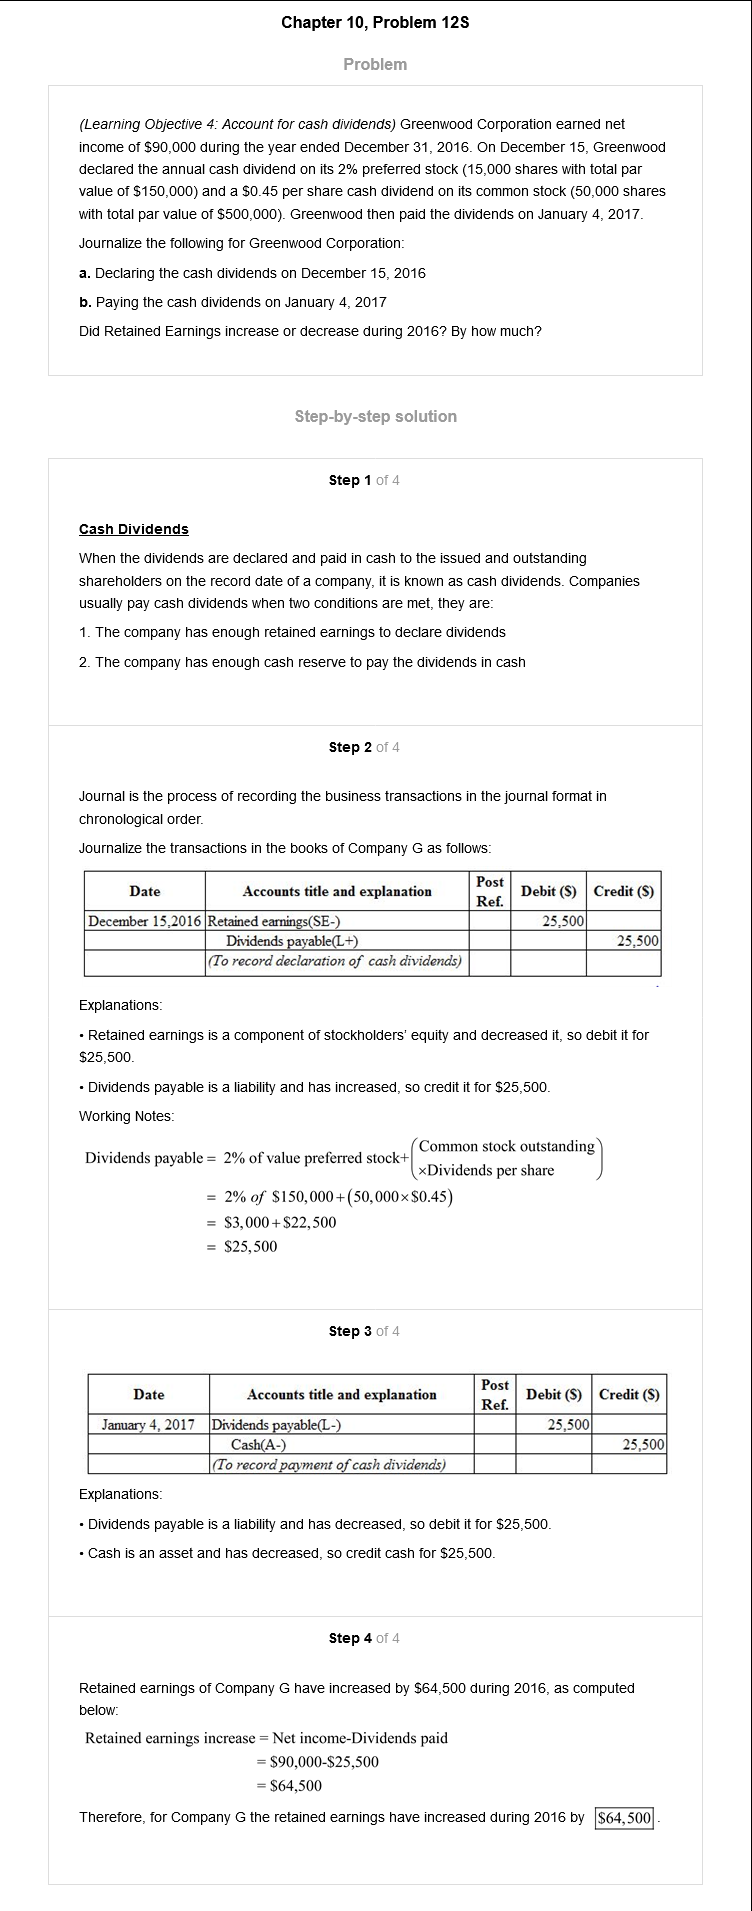 Chapter 10, Problem 12S
Problem
(Learning Objective 4: Account for cash dividends) Greenwood Corporation earned net
income of $90,000 during the year ended December 31, 2016. On December 15, Greenwood
declared the annual cash dividend on its 2% preferred stock (15,000 shares with total par
value of $150,000) and a $0.45 per share cash dividend on its common stock (50,000 shares
with total par value of $500,000). Greenwood then paid the dividends on January 4, 2017.
Journalize the following for Greenwood Corporation:
a. Declaring the cash dividends on December 15, 2016
b. Paying the cash dividends on January 4, 2017
Did Retained Earnings increase or decrease during 2016? By how much?
Step-by-step solution
Step 1 of 4
Cash Dividends
When the dividends are declared and paid in cash to the issued and outstanding
shareholders on the record date of a company, it is known as cash dividends. Companies
usually pay cash dividends when two conditions are met, they are:
1. The company has enough retained earnings to declare dividends
2. The company has enough cash reserve to pay the dividends in cash
Step 2 of 4
Journal is the process of recording the business transactions in the journal format in
chronological order.
Journalize the transactions in the books of Company G as follows:
Date Accounts title and explanation Post Ref. Debit ($) Credit ($)
December 15,2016 Retained earnings(SE-) 25,500
Dividends payable(L+) 25,500
(To record declaration of cash dividends)
Explanations:
• Retained earnings is a component of stockholders' equity and decreased it, so debit it for
$25,500.
• Dividends payable is a liability and has increased, so credit it for $25,500.
Working Notes:
Dividends payable = 2% of value preferred stock+(Common stock outstanding
×Dividends per share)
= 2% of $150,000+(50,000×$0.45)
= $3,000+$22,500
= $25,500
Step 3 of 4
Date Accounts title and explanation Post Ref. Debit ($) Credit ($)
January 4, 2017 Dividends payable(L-) 25,500
Cash(A-) 25,500
(To record payment of cash dividends)
Explanations:
• Dividends payable is a liability and has decreased, so debit it for $25,500.
• Cash is an asset and has decreased, so credit cash for $25,500.
Step 4 of 4
Retained earnings of Company G have increased by $64,500 during 2016, as computed
below:
Retained earnings increase = Net income-Dividends paid
= $90,000-$25,500
= $64,500
Therefore, for Company G the retained earnings have increased during 2016 by $64,500.